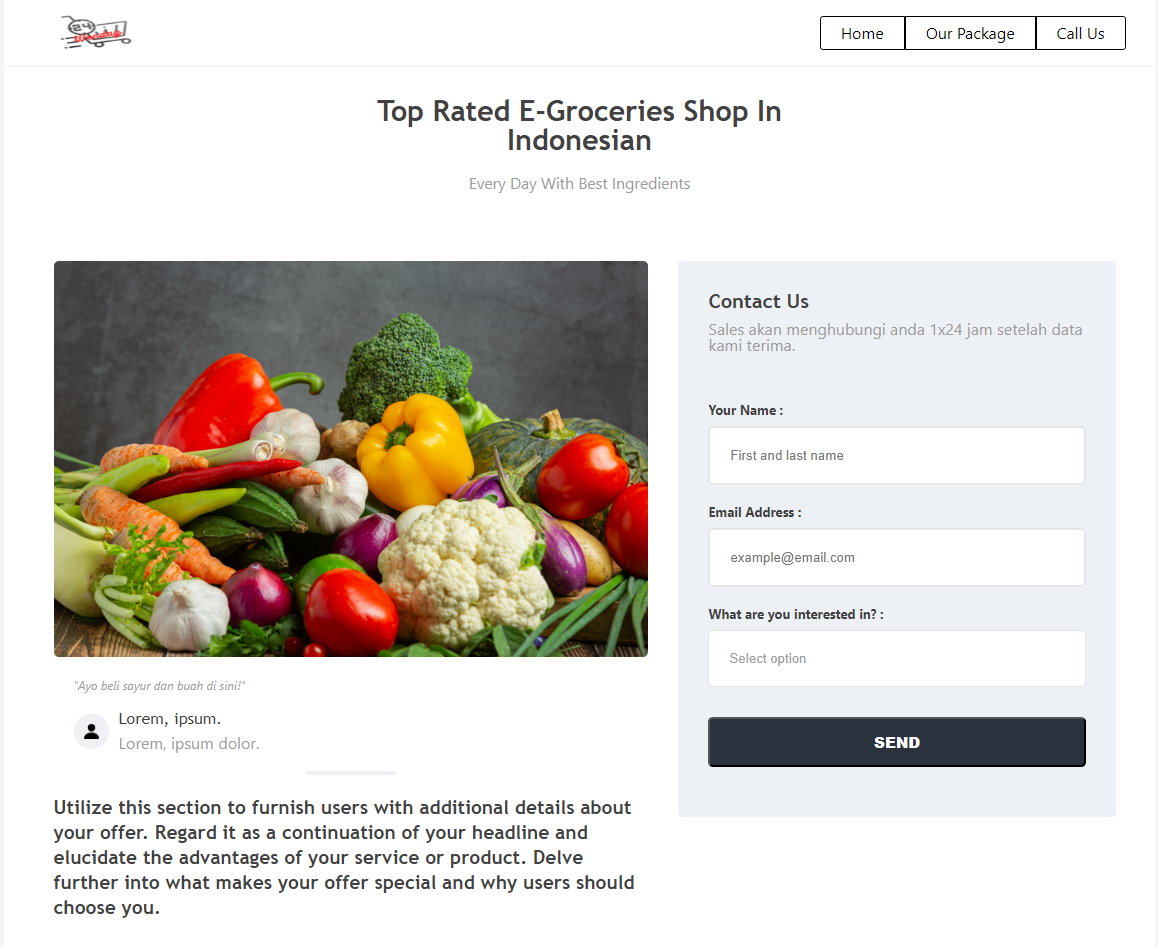 24
Home
Our Package
Call Us
Top Rated E-Groceries Shop In
Indonesian
Every Day With Best Ingredients
Contact Us
Sales akan menghubungi anda 1x24 jam setelah data
kami terima.
Your Name :
First and last name
Email Address :
example@email.com
What are you interested in? :
Select option
SEND
"Ayo beli sayur dan buah di sini!"
Lorem, ipsum.
Lorem, ipsum dolor.
Utilize this section to furnish users with additional details about
your offer. Regard it as a continuation of your headline and
elucidate the advantages of your service or product. Delve
further into what makes your offer special and why users should
choose you.